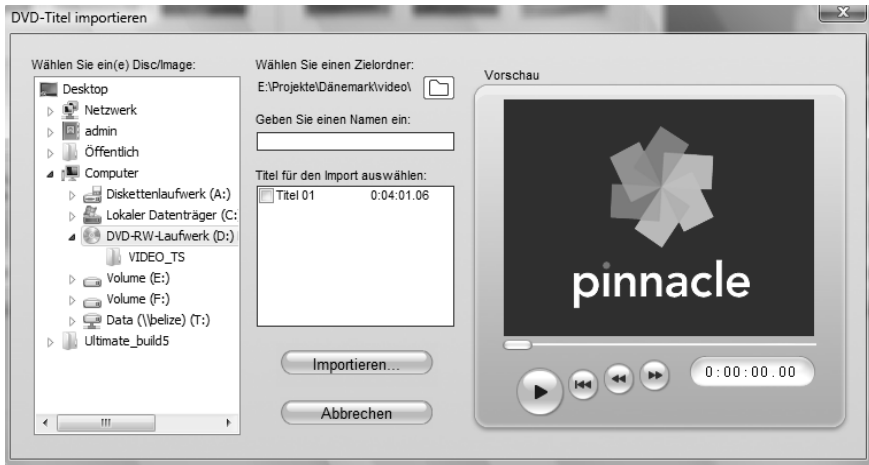 DVD-Titel importieren
Wählen Sie ein(e) Disc/Image:
Desktop
Netzwerk
admin
Öffentlich
Computer
Diskettenlaufwerk (A:)
Lokaler Datenträger (C:
DVD-RW-Laufwerk (D:)
VIDEO_TS
Volume (E:)
Volume (F:)
Data (\\belize) (T:)
Ultimate_build5
Wählen Sie einen Zielordner:
E:\Projekte\Dänemark\video\
Geben Sie einen Namen ein:
Titel für den Import auswählen:
Titel 01 0:04:01.06
Importieren...
Abbrechen
Vorschau
pinnacle
0:00:00.00